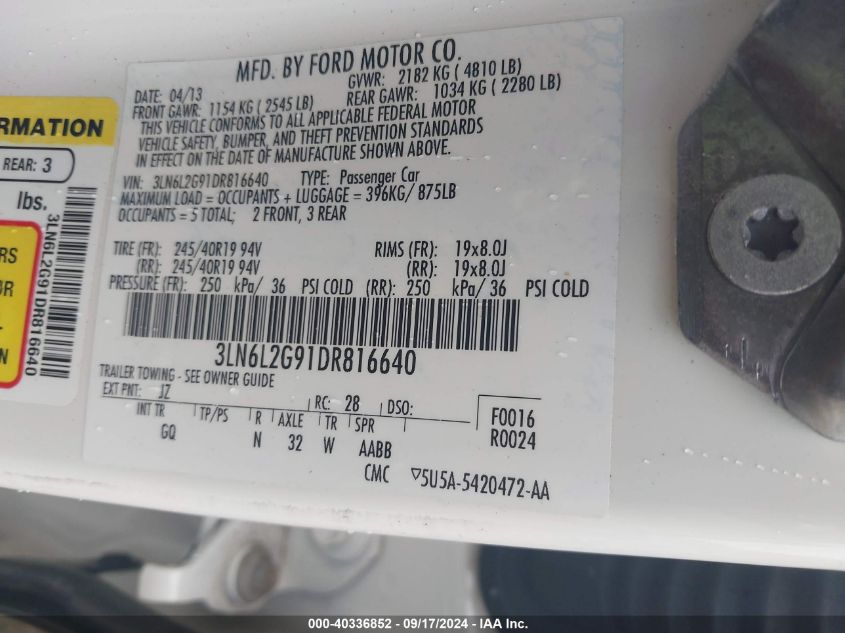 MFD. BY FORD MOTOR CO.
DATE: 04/13 GVWR: 2182 KG ( 4810 LB)
FRONT GAWR: 1154 KG ( 2545 LB) REAR GAWR: 1034 KG ( 2280 LB)
THIS VEHICLE CONFORMS TO ALL APPLICABLE FEDERAL MOTOR
VEHICLE SAFETY, BUMPER, AND THEFT PREVENTION STANDARDS
IN EFFECT ON THE DATE OF MANUFACTURE SHOWN ABOVE.
VIN: 3LN6L2G91DR816640 TYPE: Passenger Car
MAXIMUM LOAD = OCCUPANTS + LUGGAGE = 396KG/ 875LB
OCCUPANTS = 5 TOTAL; 2 FRONT, 3 REAR
TIRE (FR): 245/40R19 94V RIMS (FR): 19x8.0J
(RR): 245/40R19 94V (RR): 19x8.0J
PRESSURE (FR): 250 kPa/ 36 PSI COLD (RR): 250 kPa/ 36 PSI COLD
3LN6L2G91DR816640
TRAILER TOWING - SEE OWNER GUIDE
EXT PNT: JZ RC: 28 DSO:
INT TR TP/PS R AXLE TR SPR
GQ N 32 W AABB
CMC
F0016
R0024
▽5U5A-5420472-AA
RMATION
REAR: 3
lbs.
3LN6L2G91DR816640
RS
OR
N
000-40336852 - 09/17/2024 - IAA Inc.